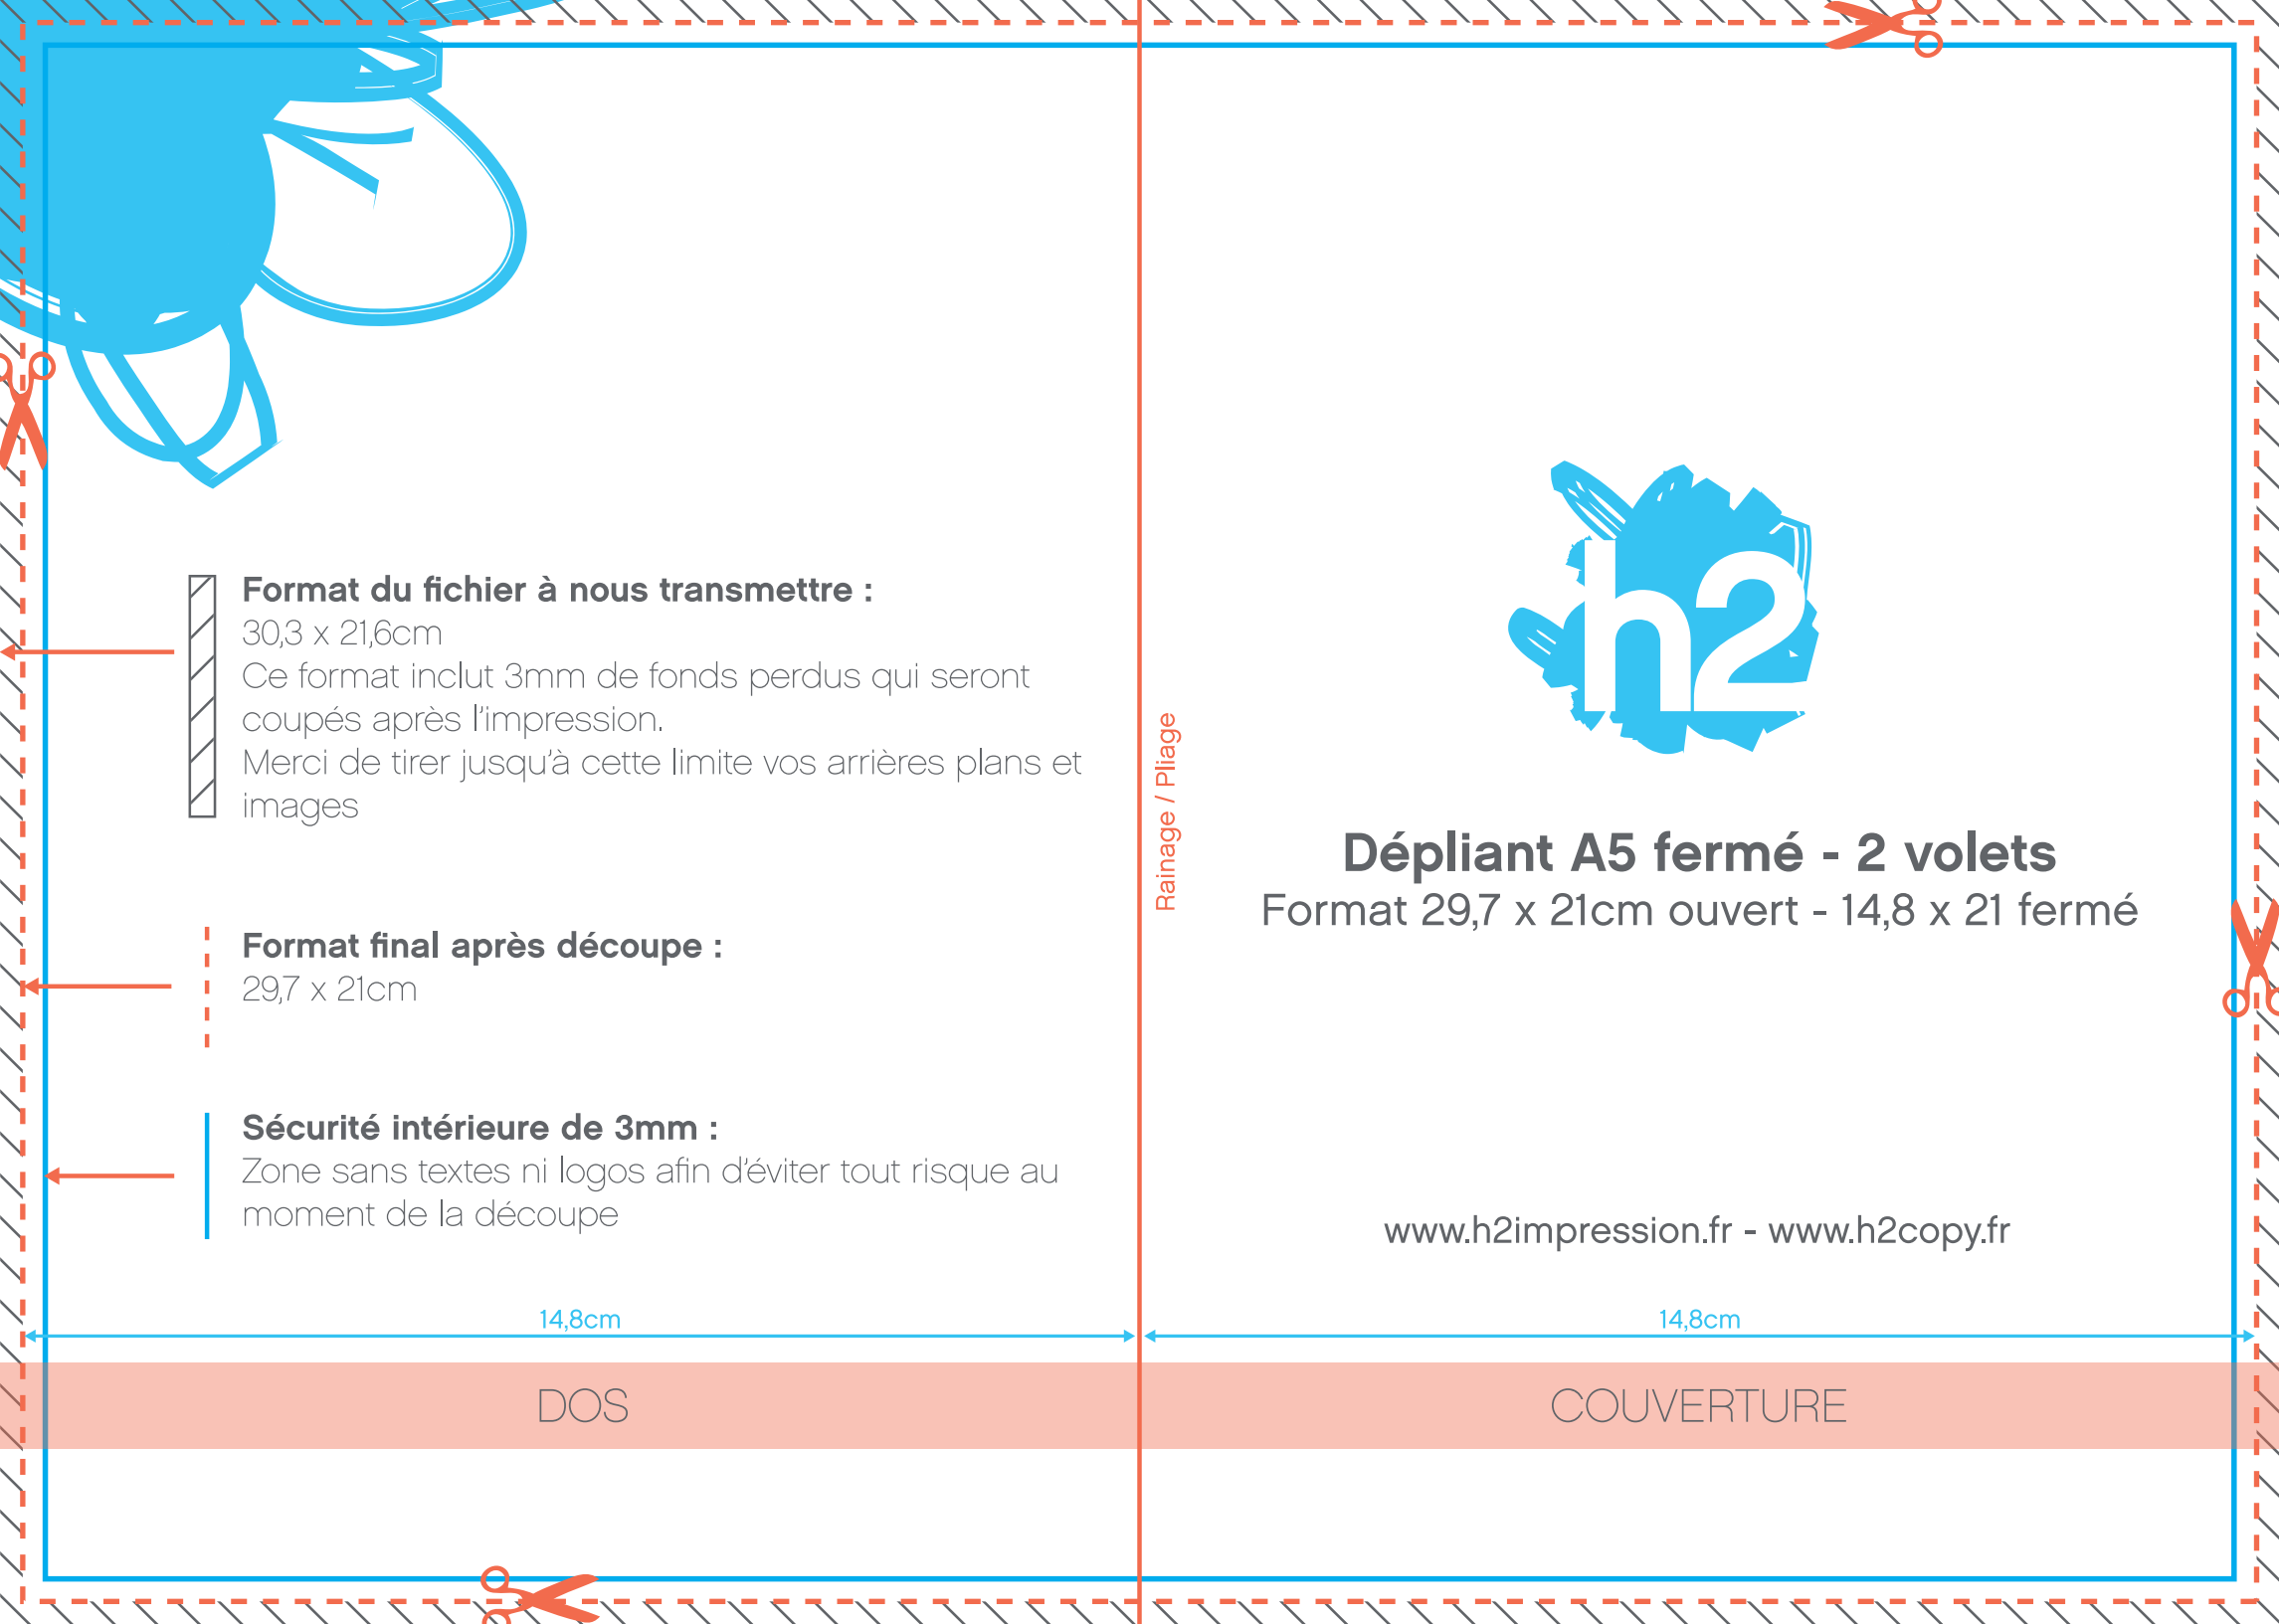 Format du fichier à nous transmettre :
30,3 x 21,6cm
Ce format inclut 3mm de fonds perdus qui seront
coupés après l'impression.
Merci de tirer jusqu'à cette limite vos arrières plans et
images
Format final après découpe :
29,7 x 21cm
Sécurité intérieure de 3mm :
Zone sans textes ni logos afin d'éviter tout risque au
moment de la découpe
14,8cm
DOS
Rainage / Pliage
h2
Dépliant A5 fermé - 2 volets
Format 29,7 x 21cm ouvert - 14,8 x 21 fermé
www.h2impression.fr - www.h2copy.fr
14,8cm
COUVERTURE